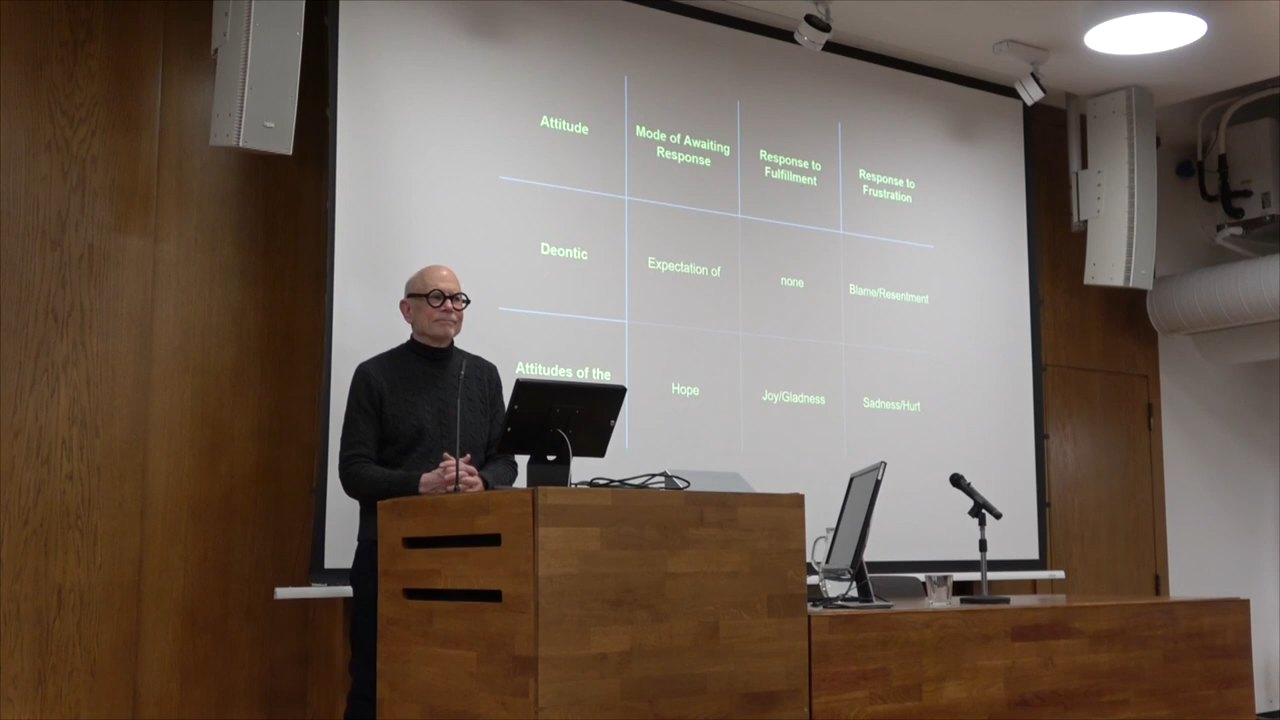 Attitude
Mode of Awaiting
Response
Response to
Fulfillment
Response to
Frustration
Deontic
Expectation of
none
Blame/Resentment
Attitudes of the
Hope
Joy/Gladness
Sadness/Hurt